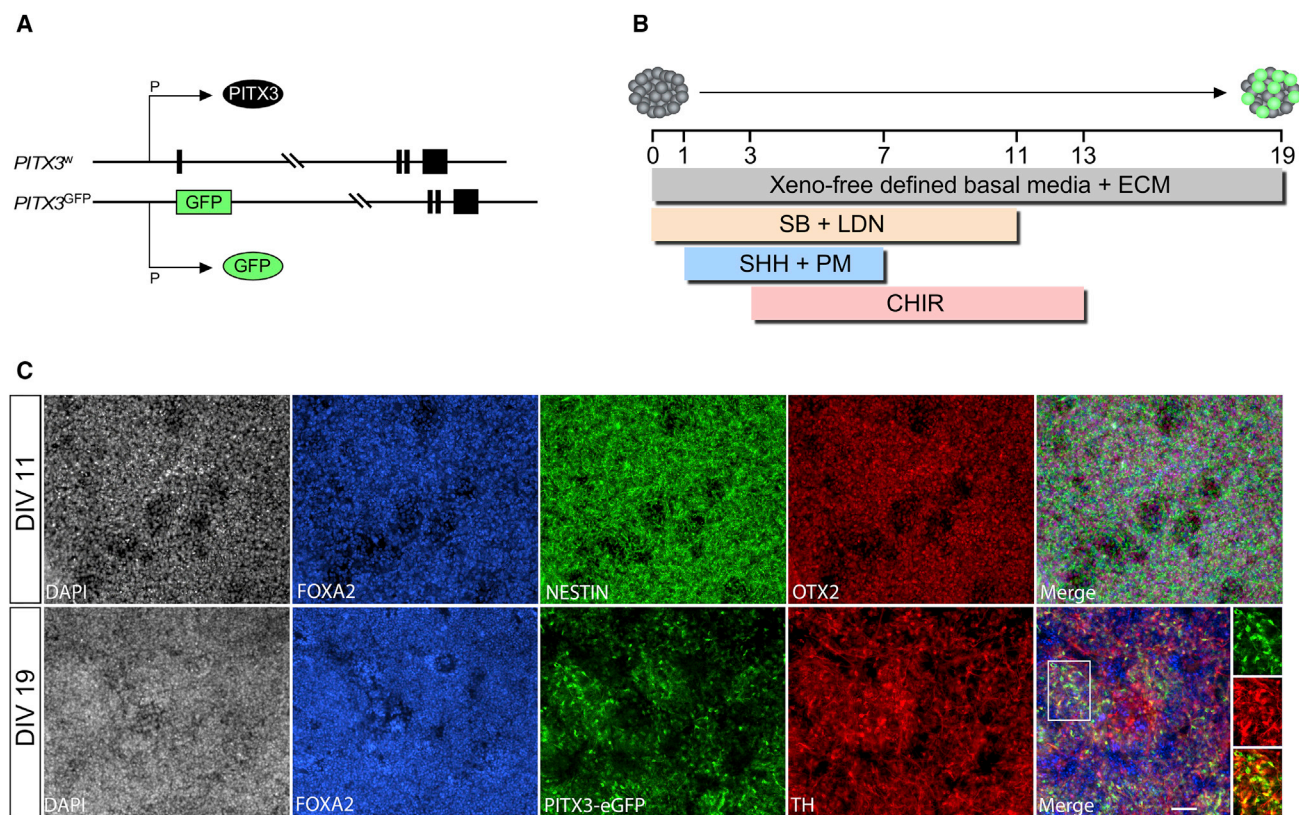 A
P
PITX3
PITX3ᵂ
PITX3ᴳᶠᴾ
GFP
P
GFP
B
0 1 3 7 11 13 19
Xeno-free defined basal media + ECM
SB + LDN
SHH + PM
CHIR
C
DIV 11
DAPI FOXA2 NESTIN OTX2 Merge
DIV 19
DAPI FOXA2 PITX3-eGFP TH Merge